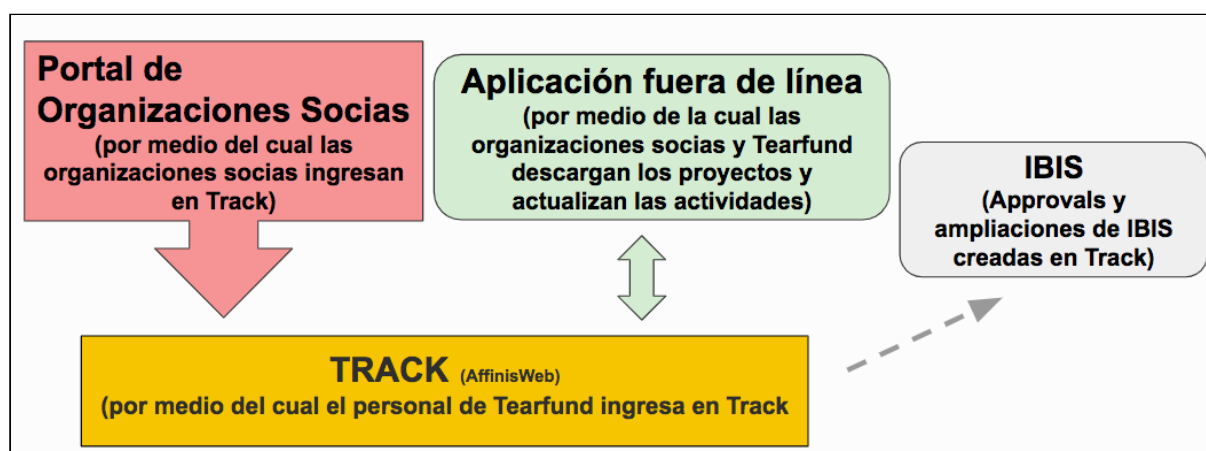 Portal de
Organizaciones Socias
(por medio del cual las
organizaciones socias ingresan
en Track)
Aplicación fuera de línea
(por medio de la cual las
organizaciones socias y Tearfund
descargan los proyectos y
actualizan las actividades)
IBIS
(Approvals y
ampliaciones de IBIS
creadas en Track)
TRACK (AffinisWeb)
(por medio del cual el personal de Tearfund ingresa en Track